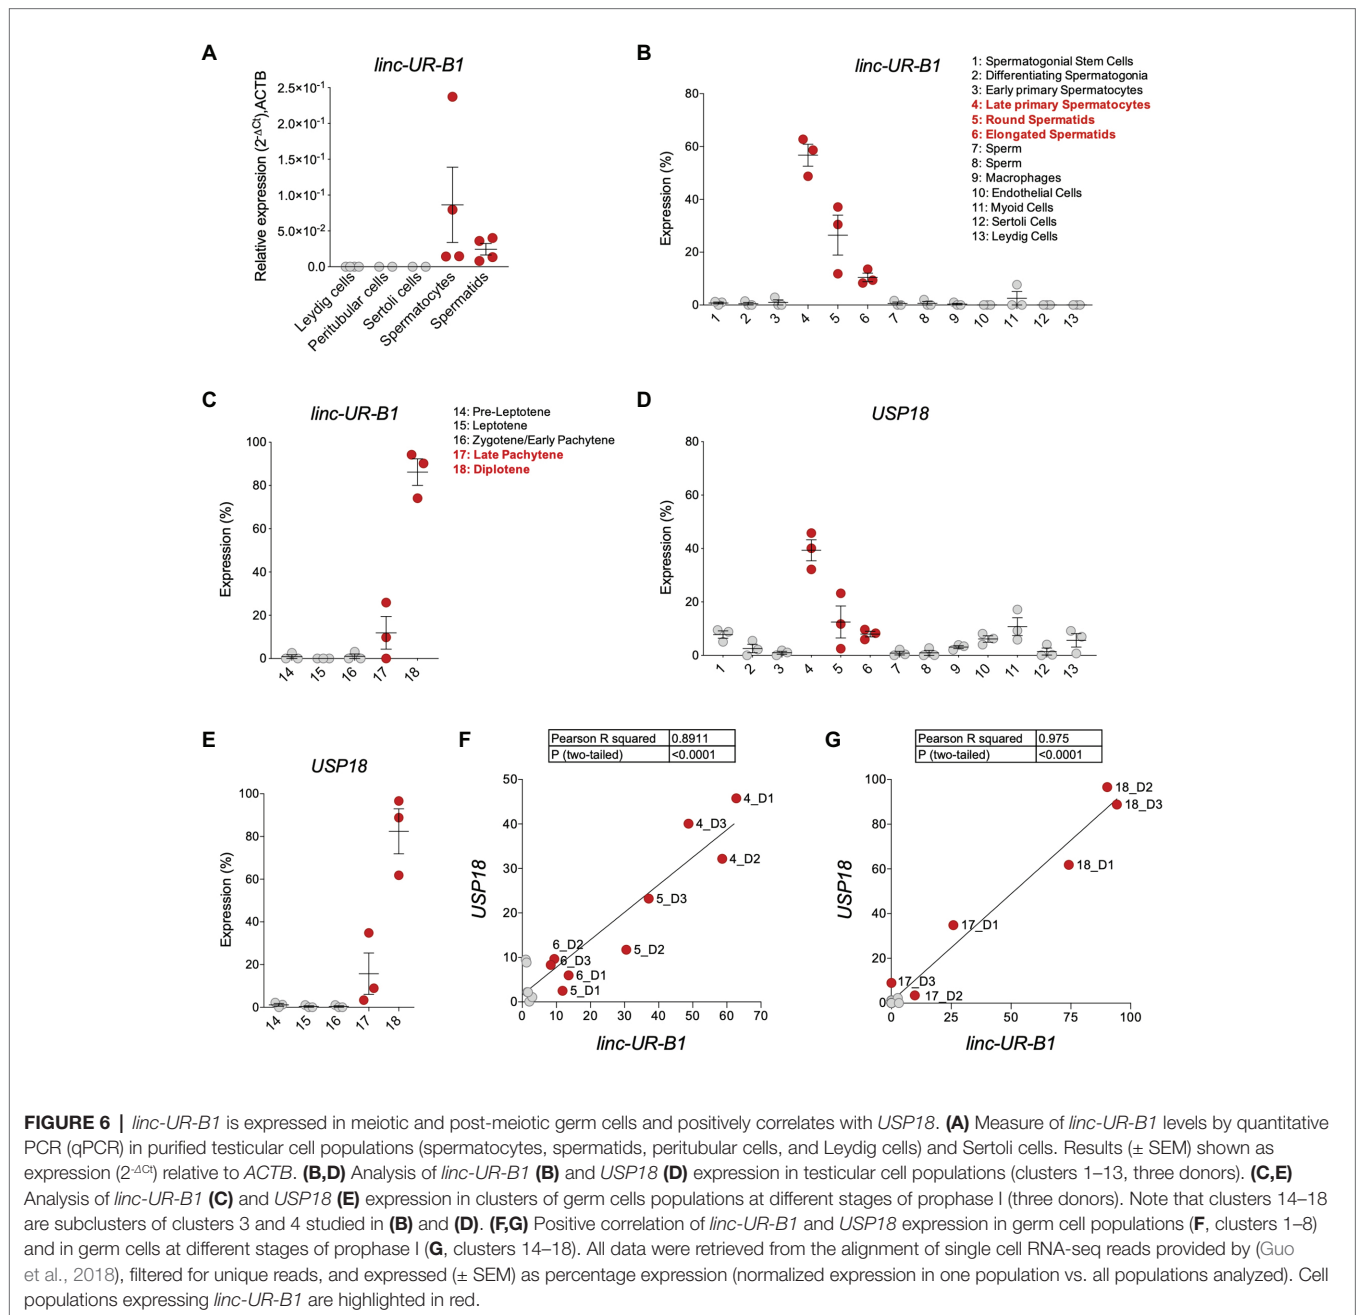 A
linc-UR-B1
Relative expression (2-ΔCt),ACTB
2.5×10-1
2.0×10-1
1.5×10-1
1.0×10-1
5.0×10-2
0.0
Leydig cells
Peritubular cells
Sertoli cells
Spermatocytes
Spermatids
B
linc-UR-B1
1: Spermatogonial Stem Cells
2: Differentiating Spermatogonia
3: Early primary Spermatocytes
4: Late primary Spermatocytes
5: Round Spermatids
6: Elongated Spermatids
7: Sperm
8: Sperm
9: Macrophages
10: Endothelial Cells
11: Myoid Cells
12: Sertoli Cells
13: Leydig Cells
Expression (%)
80
60
40
20
0
1 2 3 4 5 6 7 8 9 10 11 12 13
C
linc-UR-B1
14: Pre-Leptotene
15: Leptotene
16: Zygotene/Early Pachytene
17: Late Pachytene
18: Diplotene
Expression (%)
100
80
60
40
20
0
14 15 16 17 18
D
USP18
Expression (%)
80
60
40
20
0
1 2 3 4 5 6 7 8 9 10 11 12 13
E
USP18
Expression (%)
100
80
60
40
20
0
14 15 16 17 18
F
Pearson R squared 0.8911
P (two-tailed) <0.0001
USP18
50
40
30
20
10
0
4_D1
4_D3
4_D2
5_D3
5_D2
6_D2
6_D3
6_D1
5_D1
0 10 20 30 40 50 60 70
linc-UR-B1
G
Pearson R squared 0.975
P (two-tailed) <0.0001
USP18
100
80
60
40
20
0
18_D2
18_D3
18_D1
17_D1
17_D3
17_D2
0 25 50 75 100
linc-UR-B1
FIGURE 6 | linc-UR-B1 is expressed in meiotic and post-meiotic germ cells and positively correlates with USP18. (A) Measure of linc-UR-B1 levels by quantitative
PCR (qPCR) in purified testicular cell populations (spermatocytes, spermatids, peritubular cells, and Leydig cells) and Sertoli cells. Results (± SEM) shown as
expression (2-ΔCt) relative to ACTB. (B,D) Analysis of linc-UR-B1 (B) and USP18 (D) expression in testicular cell populations (clusters 1–13, three donors). (C,E)
Analysis of linc-UR-B1 (C) and USP18 (E) expression in clusters of germ cells populations at different stages of prophase I (three donors). Note that clusters 14–18
are subclusters of clusters 3 and 4 studied in (B) and (D). (F,G) Positive correlation of linc-UR-B1 and USP18 expression in germ cell populations (F, clusters 1–8)
and in germ cells at different stages of prophase I (G, clusters 14–18). All data were retrieved from the alignment of single cell RNA-seq reads provided by (Guo
et al., 2018), filtered for unique reads, and expressed (± SEM) as percentage expression (normalized expression in one population vs. all populations analyzed). Cell
populations expressing linc-UR-B1 are highlighted in red.